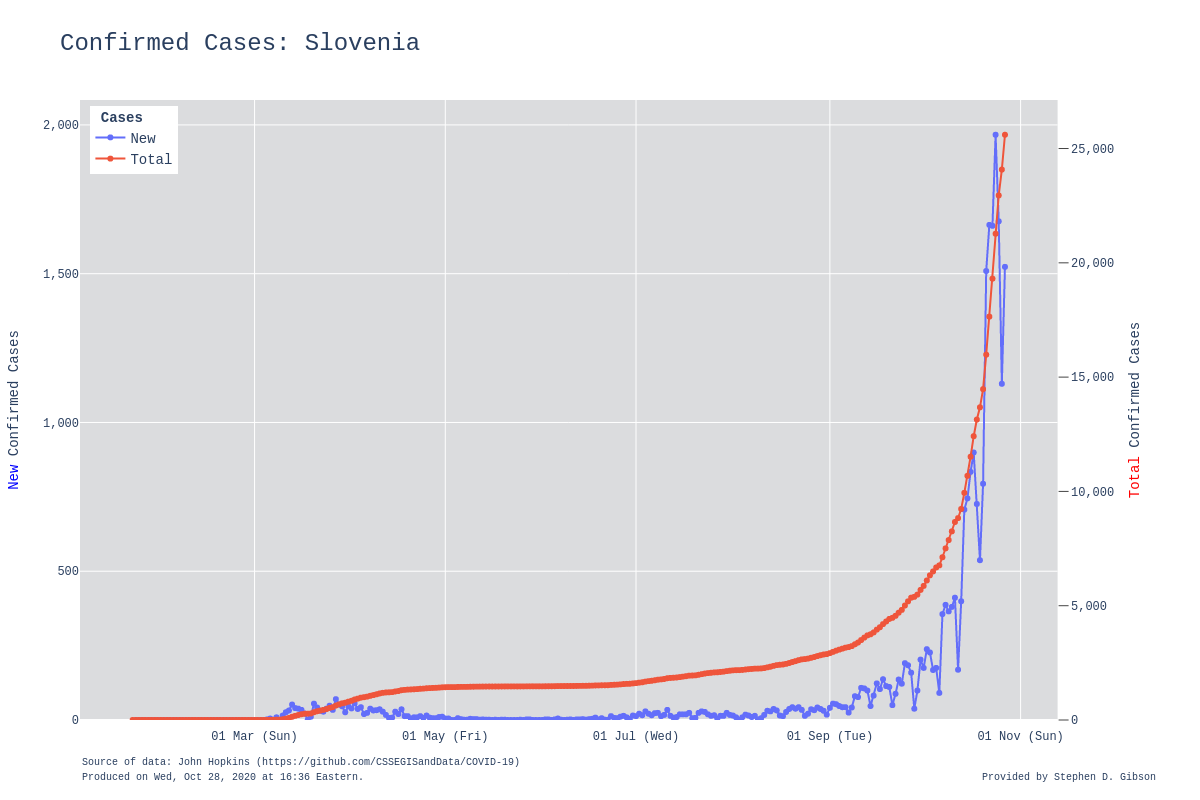 Confirmed Cases: Slovenia
Cases
New
Total
2,000
1,500
1,000
500
0
25,000
20,000
15,000
10,000
5,000
0
New Confirmed Cases
Total Confirmed Cases
01 Mar (Sun) 01 May (Fri) 01 Jul (Wed) 01 Sep (Tue) 01 Nov (Sun)
Source of data: John Hopkins (https://github.com/CSSEGISandData/COVID-19)
Produced on Wed, Oct 28, 2020 at 16:36 Eastern.
Provided by Stephen D. Gibson